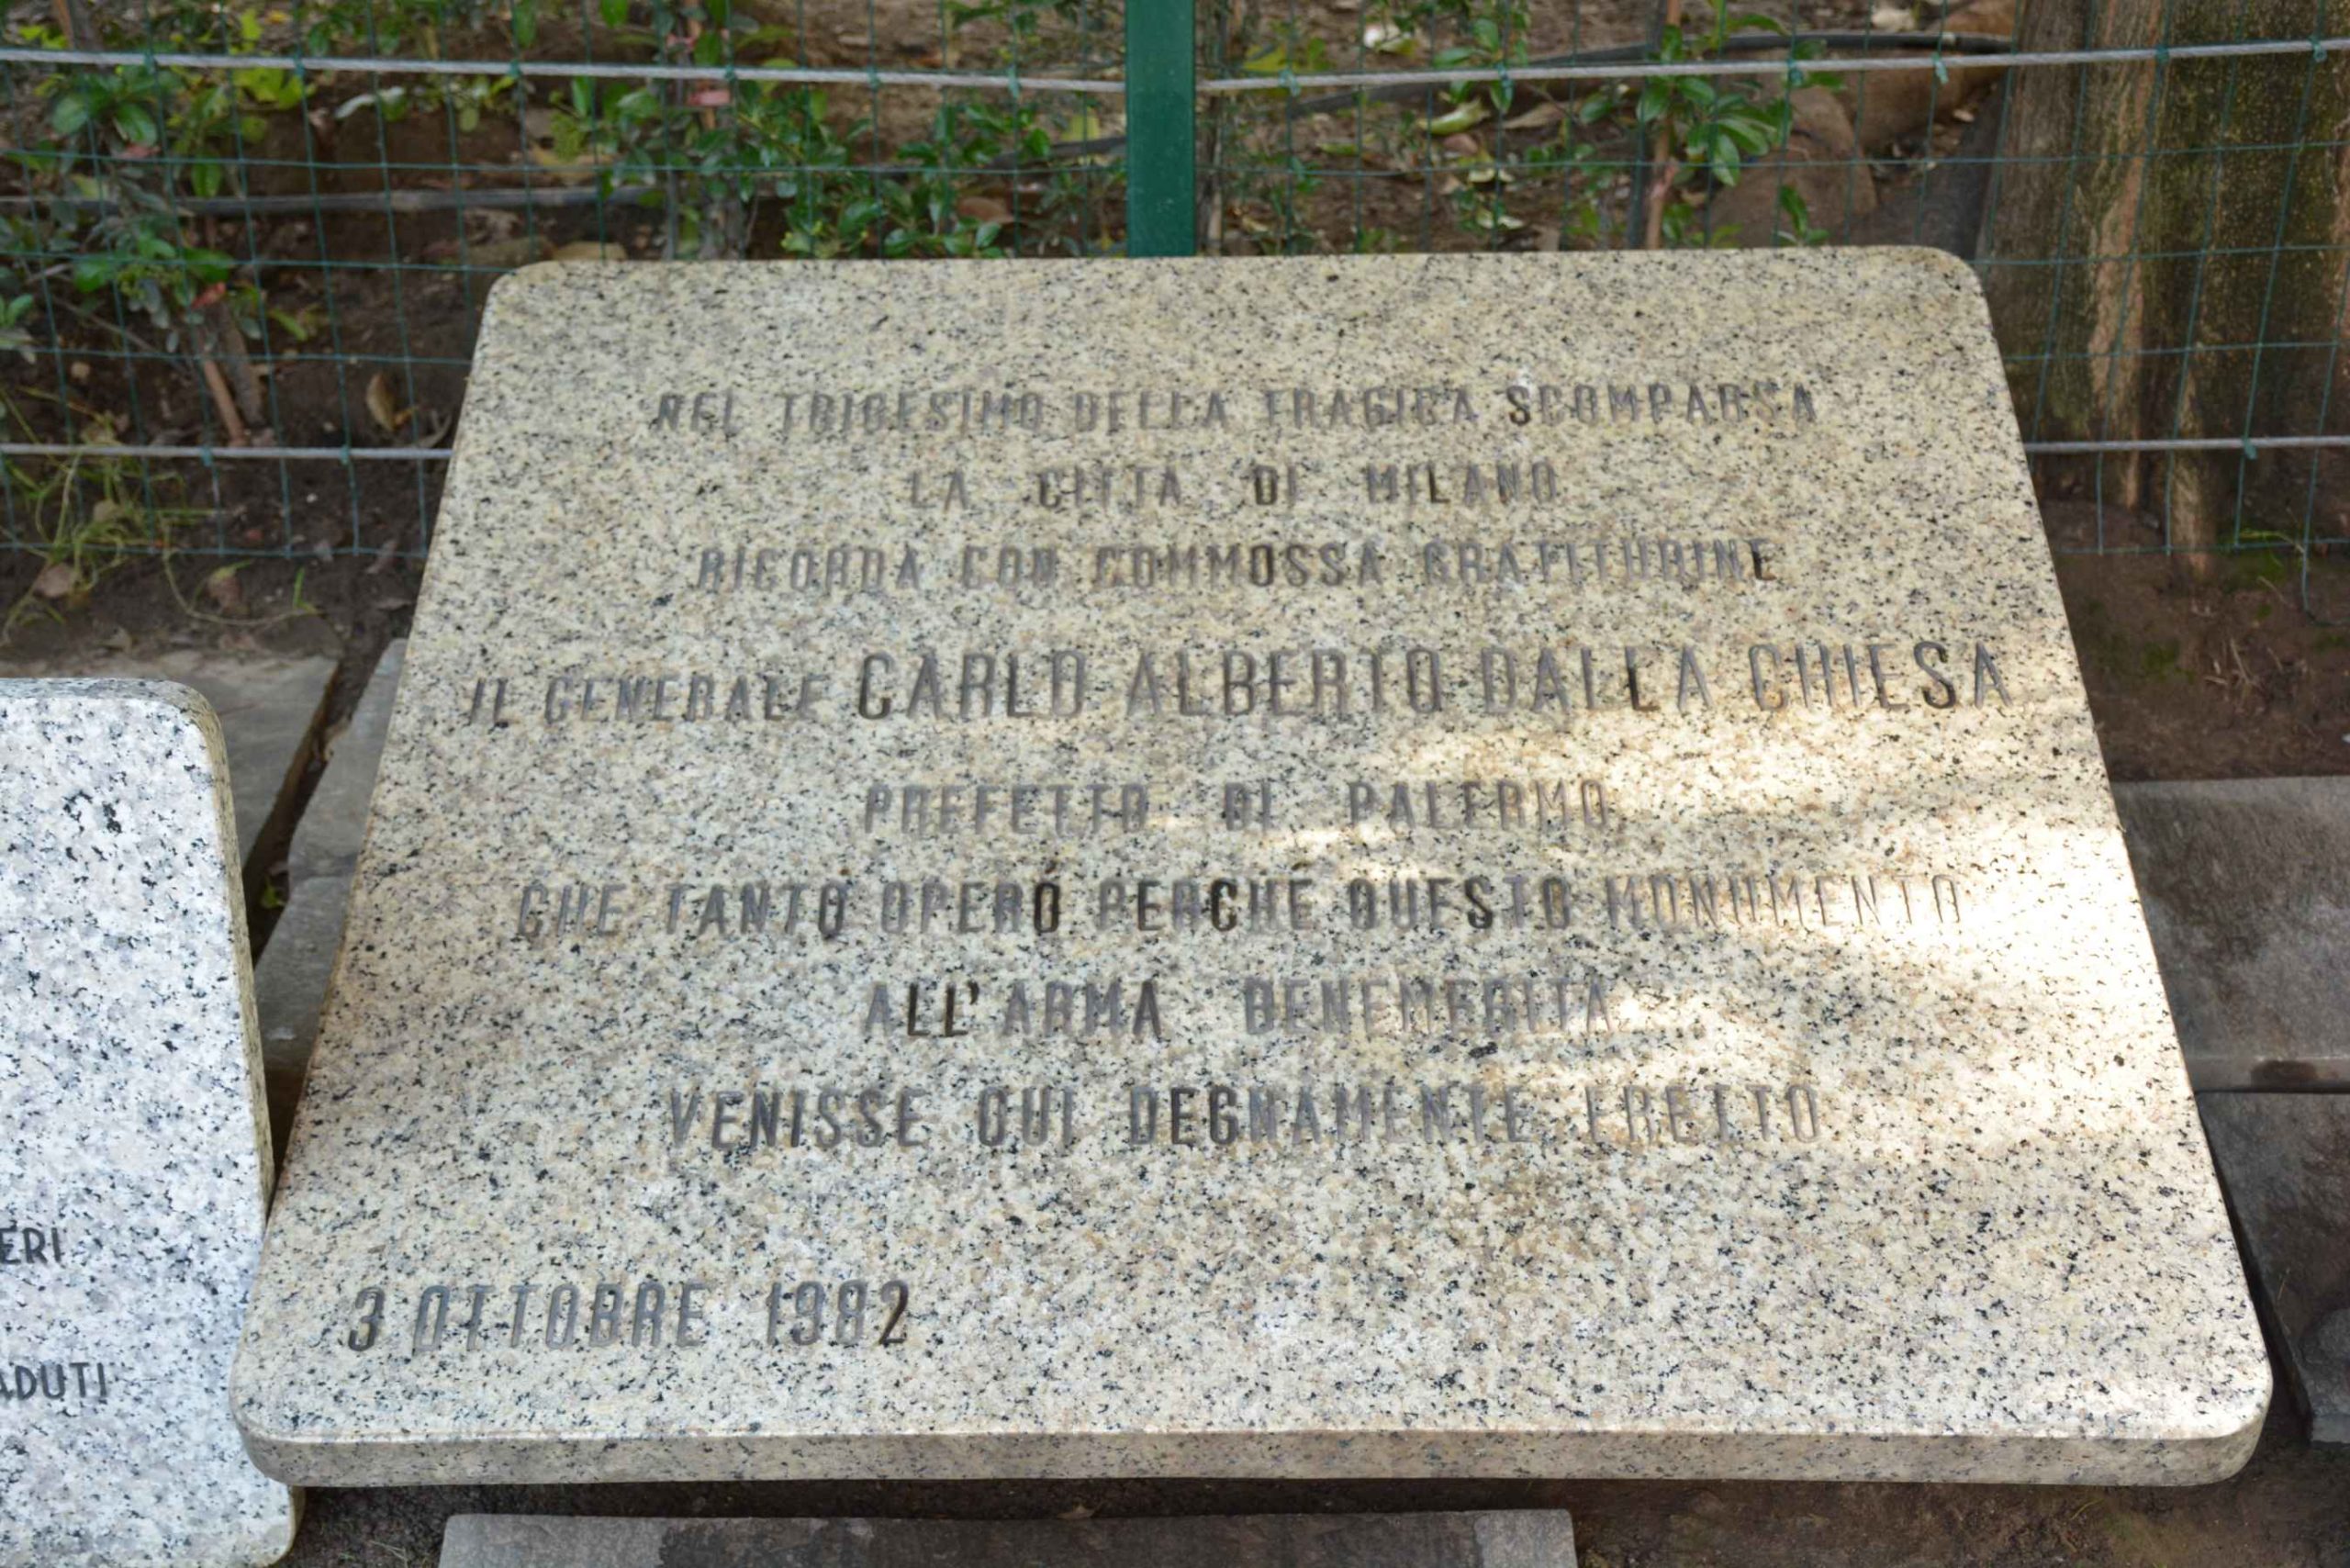 NEL TRIGESIMO DELLA TRAGICA SCOMPARSA
LA CITTÀ DI MILANO
RICORDA CON COMMOSSA GRATITUDINE
IL GENERALE CARLO ALBERTO DALLA CHIESA
PREFETTO DI PALERMO
CHE TANTO OPERÓ PERCHÉ QUESTO MONUMENTO
ALL'ARMA BENEMERITA
VENISSE QUI DEGNAMENTE ERETTO
3 OTTOBRE 1982
ERI
ADUTI